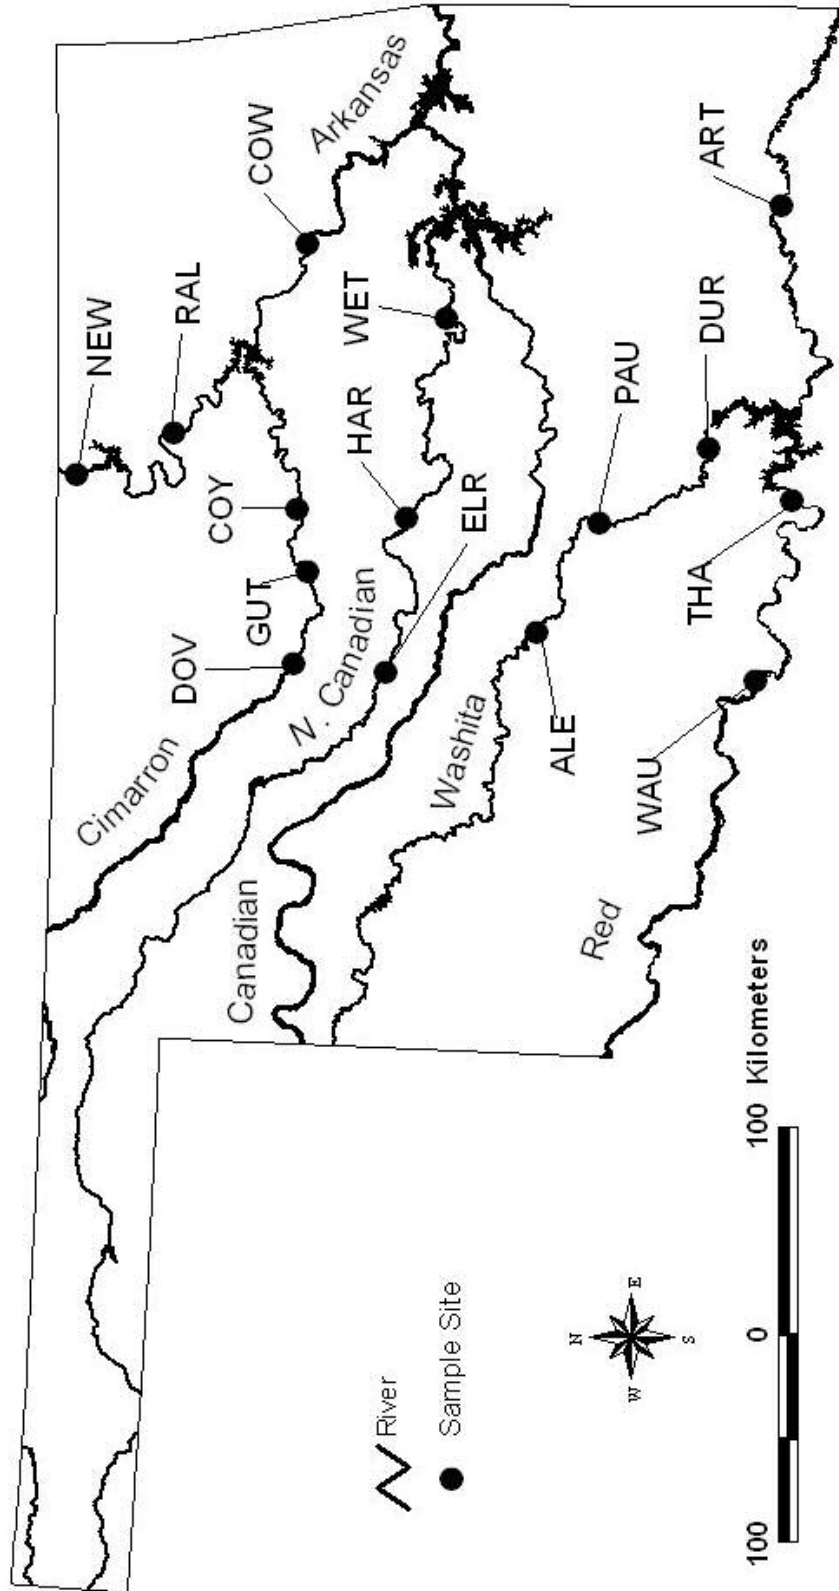 NEW
RAL
COW
Arkansas
COY
GUT
DOV
Cimarron
HAR
WET
N. Canadian
ELR
Canadian
Washita
ALE
PAU
DUR
ART
THA
WAU
Red
River
Sample Site
N
W
E
S
100 0 100 Kilometers